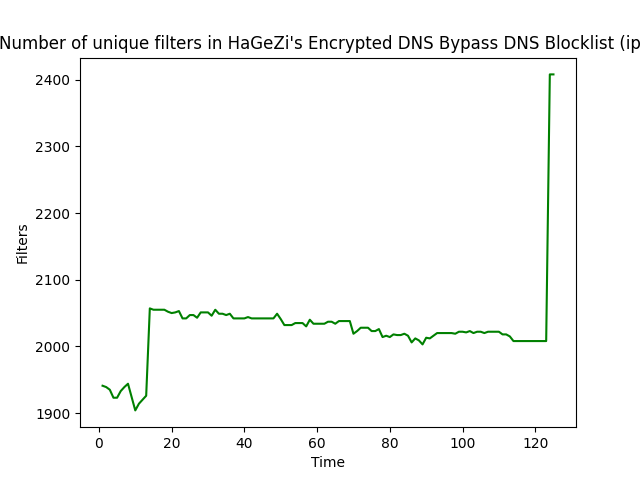 Number of unique filters in HaGeZi's Encrypted DNS Bypass DNS Blocklist (ip
2400
2300
2200
2100
2000
1900
Filters
0 20 40 60 80 100 120
Time